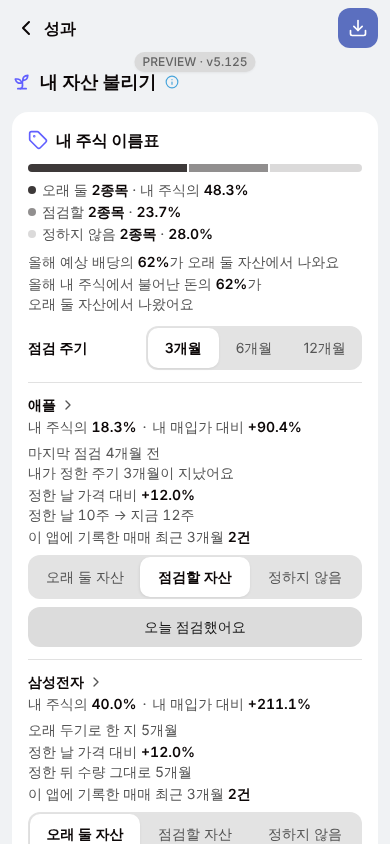 성과
PREVIEW · v5.125
내 자산 불리기
내 주식 이름표
오래 둘 2종목 · 내 주식의 48.3%
점검할 2종목 · 23.7%
정하지 않음 2종목 · 28.0%
올해 예상 배당의 62%가 오래 둘 자산에서 나와요
올해 내 주식에서 불어난 돈의 62%가
오래 둘 자산에서 나왔어요
점검 주기 3개월 6개월 12개월
애플
내 주식의 18.3% · 내 매입가 대비 +90.4%
마지막 점검 4개월 전
내가 정한 주기 3개월이 지났어요
정한 날 가격 대비 +12.0%
정한 날 10주 → 지금 12주
이 앱에 기록한 매매 최근 3개월 2건
오래 둘 자산 점검할 자산 정하지 않음
오늘 점검했어요
삼성전자
내 주식의 40.0% · 내 매입가 대비 +211.1%
오래 두기로 한 지 5개월
정한 날 가격 대비 +12.0%
정한 뒤 수량 그대로 5개월
이 앱에 기록한 매매 최근 3개월 2건
오래 둘 자산 점검할 자산 정하지 않음